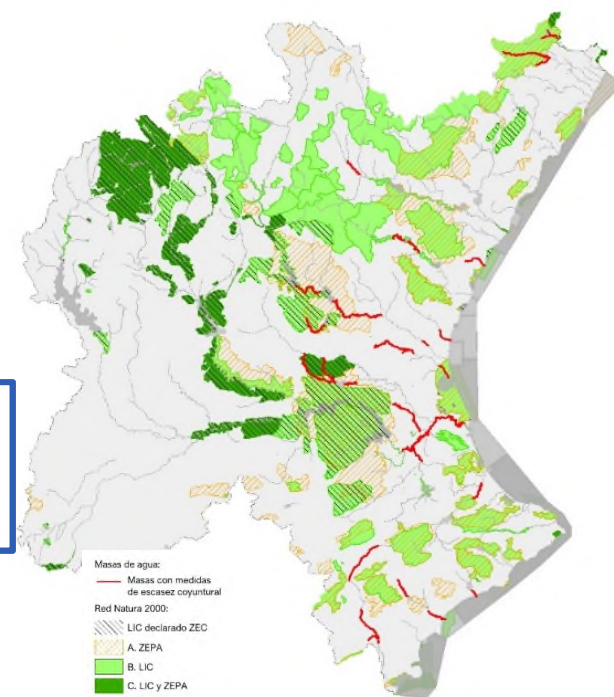 Masas de agua:
Masas con medidas
de escasez coyuntural
Red Natura 2000:
LIC declarado ZEC
A. ZEPA
B. LIC
C. LIC y ZEPA